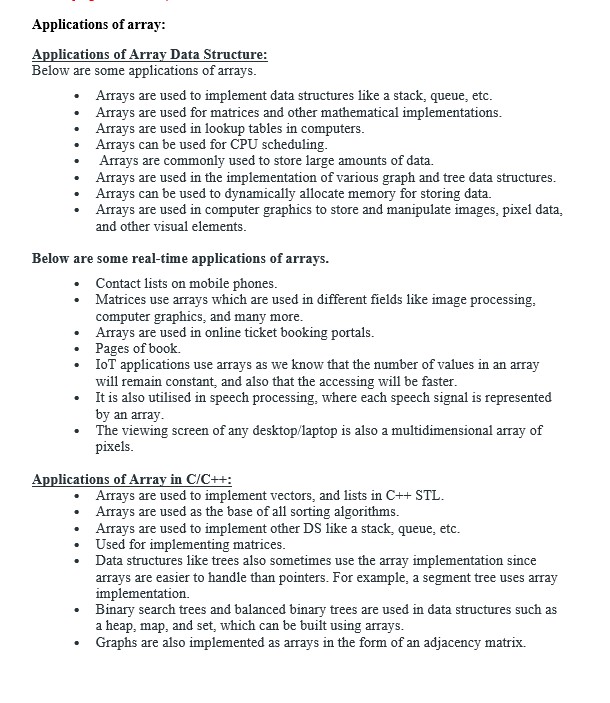 Applications of array:
Applications of Array Data Structure:
Below are some applications of arrays.
• Arrays are used to implement data structures like a stack, queue, etc.
• Arrays are used for matrices and other mathematical implementations.
• Arrays are used in lookup tables in computers.
• Arrays can be used for CPU scheduling.
• Arrays are commonly used to store large amounts of data.
• Arrays are used in the implementation of various graph and tree data structures.
• Arrays can be used to dynamically allocate memory for storing data.
• Arrays are used in computer graphics to store and manipulate images, pixel data,
and other visual elements.
Below are some real-time applications of arrays.
• Contact lists on mobile phones.
• Matrices use arrays which are used in different fields like image processing,
computer graphics, and many more.
• Arrays are used in online ticket booking portals.
• Pages of book.
• IoT applications use arrays as we know that the number of values in an array
will remain constant, and also that the accessing will be faster.
• It is also utilised in speech processing, where each speech signal is represented
by an array.
• The viewing screen of any desktop/laptop is also a multidimensional array of
pixels.
Applications of Array in C/C++:
• Arrays are used to implement vectors, and lists in C++ STL.
• Arrays are used as the base of all sorting algorithms.
• Arrays are used to implement other DS like a stack, queue, etc.
• Used for implementing matrices.
• Data structures like trees also sometimes use the array implementation since
arrays are easier to handle than pointers. For example, a segment tree uses array
implementation.
• Binary search trees and balanced binary trees are used in data structures such as
a heap, map, and set, which can be built using arrays.
• Graphs are also implemented as arrays in the form of an adjacency matrix.